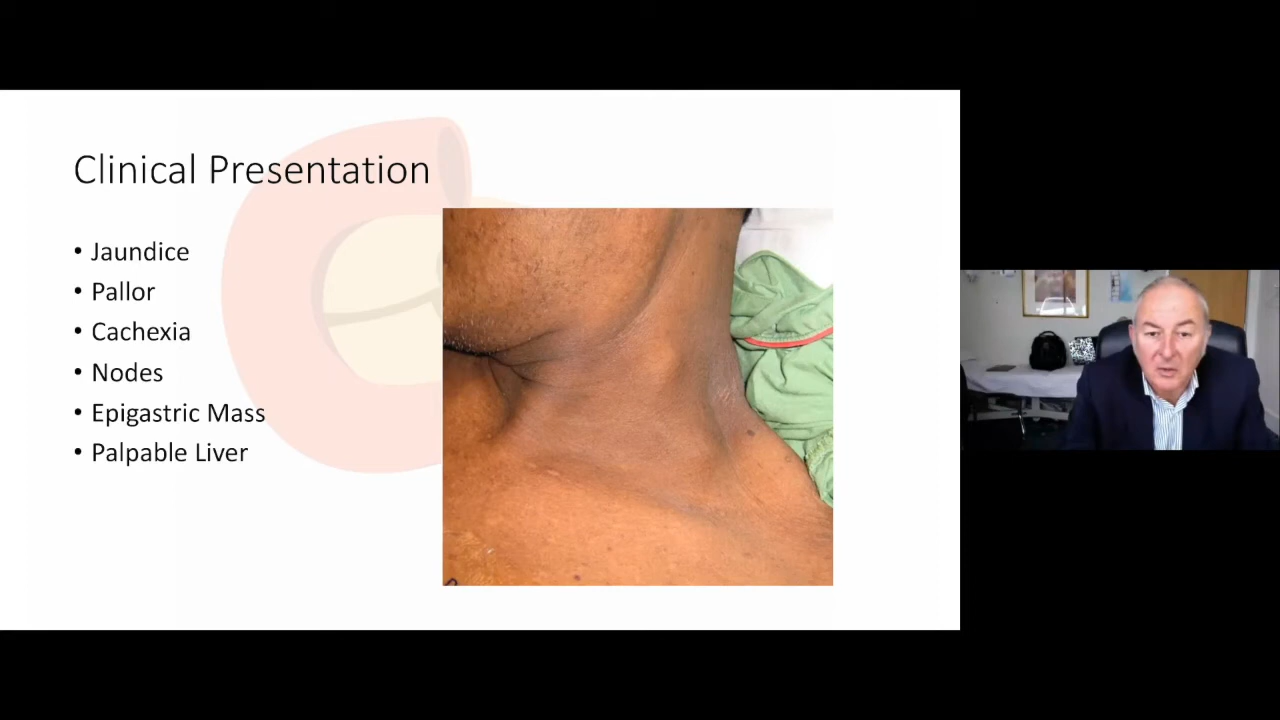 Clinical Presentation
• Jaundice
• Pallor
• Cachexia
• Nodes
• Epigastric Mass
• Palpable Liver